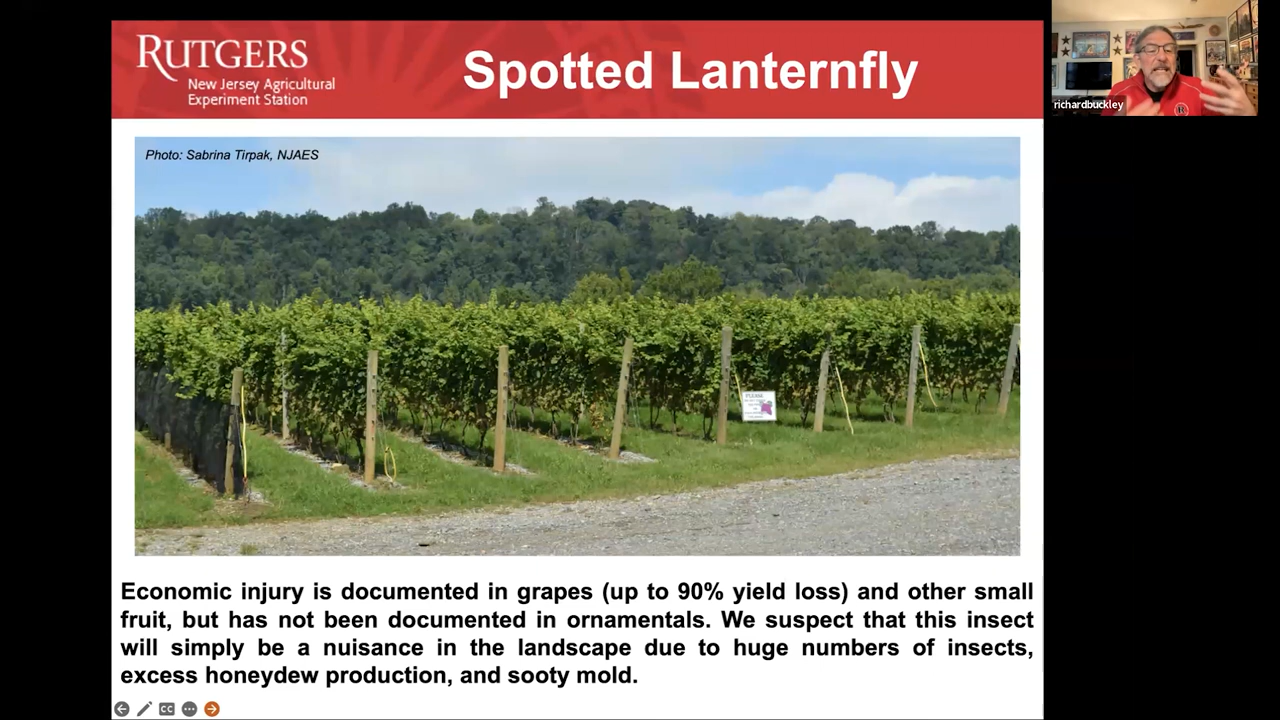 RUTGERS
New Jersey Agricultural
Experiment Station
Spotted Lanternfly
richardbuckley
Photo: Sabrina Tirpak, NJAES
PLEASE
Economic injury is documented in grapes (up to 90% yield loss) and other small
fruit, but has not been documented in ornamentals. We suspect that this insect
will simply be a nuisance in the landscape due to huge numbers of insects,
excess honeydew production, and sooty mold.
CC